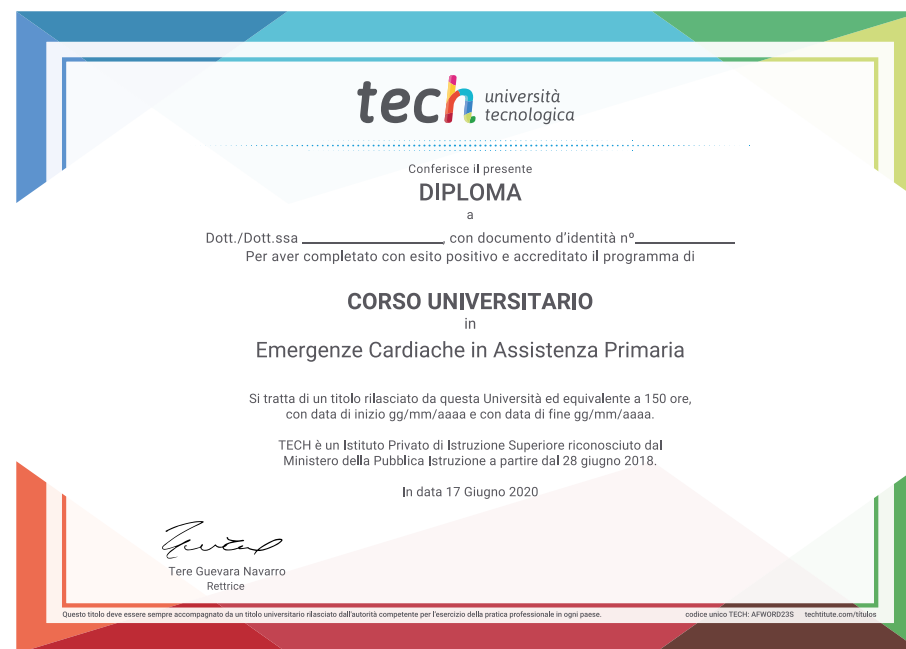 tech università
tecnologica
Conferisce il presente
DIPLOMA
a
Dott./Dott.ssa ________________, con documento d'identità nº____________
Per aver completato con esito positivo e accreditato il programma di
CORSO UNIVERSITARIO
in
Emergenze Cardiache in Assistenza Primaria
Si tratta di un titolo rilasciato da questa Università ed equivalente a 150 ore,
con data di inizio gg/mm/aaaa e con data di fine gg/mm/aaaa.
TECH è un Istituto Privato di Istruzione Superiore riconosciuto dal
Ministero della Pubblica Istruzione a partire dal 28 giugno 2018.
In data 17 Giugno 2020
Tere Guevara Navarro
Rettrice
Questo titolo deve essere sempre accompagnato da un titolo universitario rilasciato dall'autorità competente per l'esercizio della pratica professionale in ogni paese. codice unico TECH: AFWORD23S techtitute.com/titulos